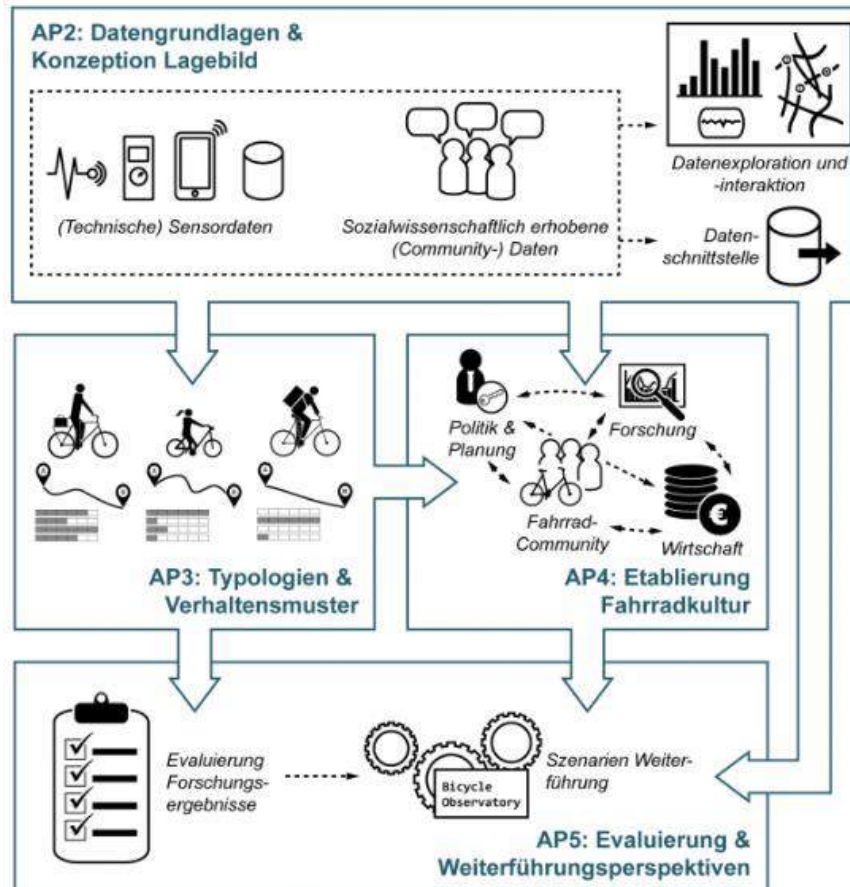 AP2: Datengrundlagen &
Konzeption Lagebild
(Technische) Sensordaten
Sozialwissenschaftlich erhobene
(Community-) Daten
Datenexploration und
-interaktion
Daten-
schnittstelle
Politik &
Planung
Forschung
Fahrrad-
Community
€
Wirtschaft
AP3: Typologien &
Verhaltensmuster
AP4: Etablierung
Fahrradkultur
Evaluierung
Forschungs-
ergebnisse
Bicycle
Observatory
Szenarien Weiter-
führung
AP5: Evaluierung &
Weiterführungsperspektiven